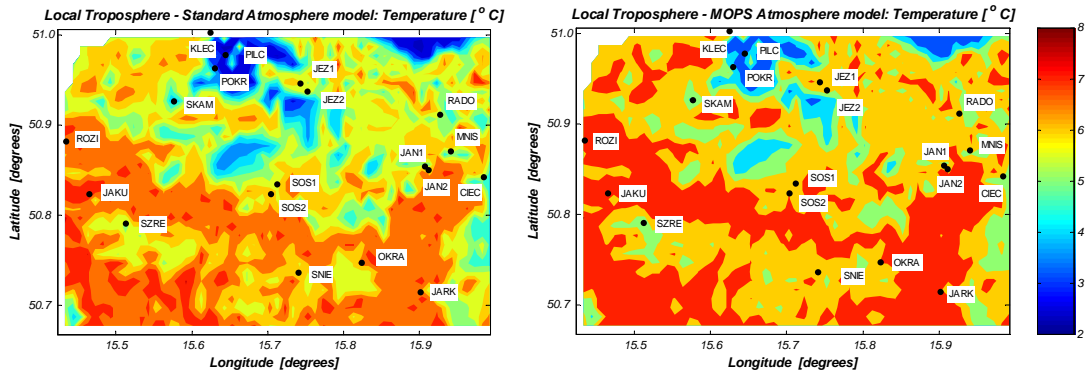 Local Troposphere - Standard Atmosphere model: Temperature [ ° C]
51.0
50.9
50.8
50.7
Latitude [degrees]
KLEC
PILC
POKR
JEZ1
JEZ2
SKAM
RADO
ROZI
MNIS
JAN1
JAN2
CIEC
JAKU
SOS1
SOS2
SZRE
OKRA
SNIE
JARK
15.5
15.6
15.7
15.8
15.9
Longitude [degrees]
Local Troposphere - MOPS Atmosphere model: Temperature [ ° C]
51.0
50.9
50.8
50.7
Latitude [degrees]
KLEC
PILC
POKR
JEZ1
JEZ2
SKAM
RADO
ROZI
MNIS
JAN1
JAN2
CIEC
JAKU
SOS1
SOS2
SZRE
OKRA
SNIE
JARK
15.5
15.6
15.7
15.8
15.9
Longitude [degrees]
8
7
6
5
4
3
2